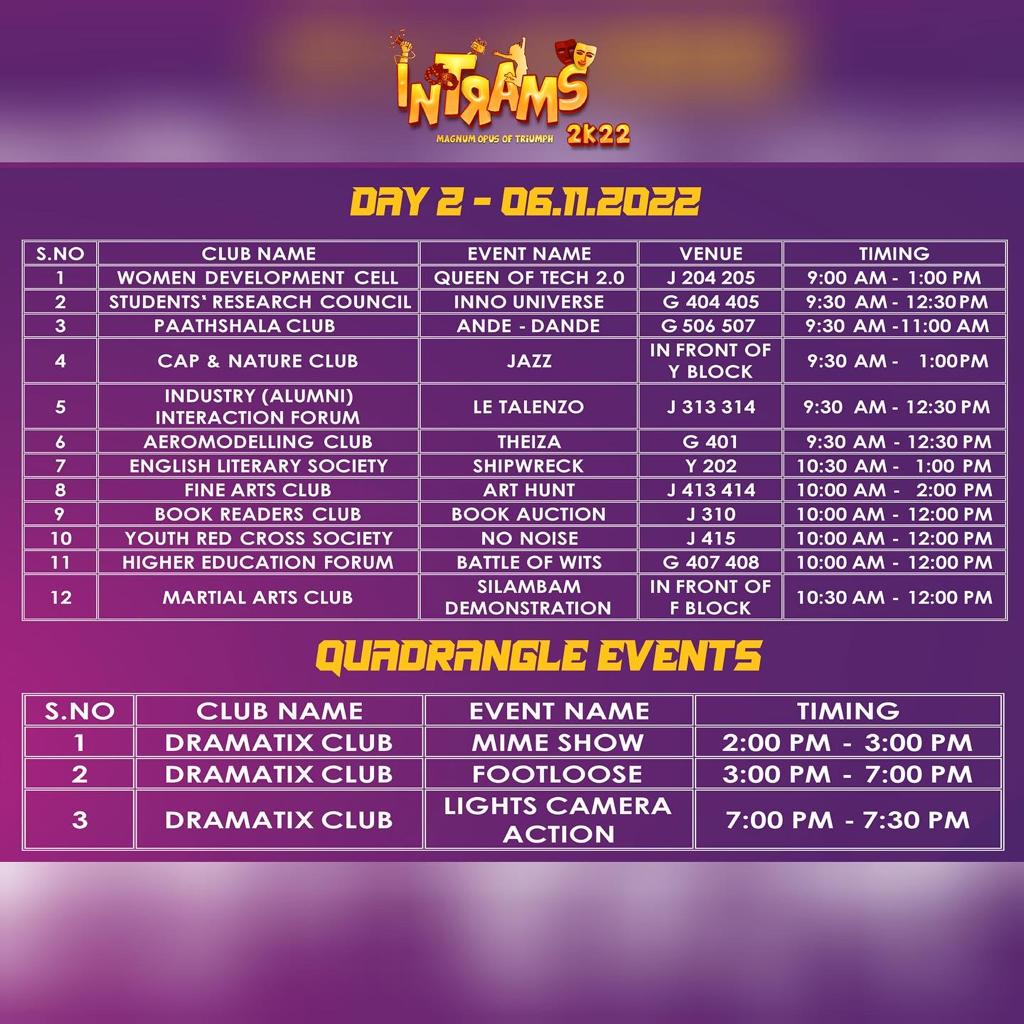 INTRAMS
MAGNUM OPUS OF TRIUMPH 2K22
DAY 2 - 06.11.2022
S.NO CLUB NAME EVENT NAME VENUE TIMING
1 WOMEN DEVELOPMENT CELL QUEEN OF TECH 2.0 J 204 205 9:00 AM - 1:00 PM
2 STUDENTS' RESEARCH COUNCIL INNO UNIVERSE G 404 405 9:30 AM - 12:30 PM
3 PAATHSHALA CLUB ANDE - DANDE G 506 507 9:30 AM -11:00 AM
4 CAP & NATURE CLUB JAZZ IN FRONT OF
Y BLOCK 9:30 AM - 1:00PM
5 INDUSTRY (ALUMNI)
INTERACTION FORUM LE TALENZO J 313 314 9:30 AM - 12:30 PM
6 AEROMODELLING CLUB THEIZA G 401 9:30 AM - 12:30 PM
7 ENGLISH LITERARY SOCIETY SHIPWRECK Y 202 10:30 AM - 1:00 PM
8 FINE ARTS CLUB ART HUNT J 413 414 10:00 AM - 2:00 PM
9 BOOK READERS CLUB BOOK AUCTION J 310 10:00 AM - 12:00 PM
10 YOUTH RED CROSS SOCIETY NO NOISE J 415 10:00 AM - 12:00 PM
11 HIGHER EDUCATION FORUM BATTLE OF WITS G 407 408 10:00 AM - 12:00 PM
12 MARTIAL ARTS CLUB SILAMBAM
DEMONSTRATION IN FRONT OF
F BLOCK 10:30 AM - 12:00 PM
QUADRANGLE EVENTS
S.NO CLUB NAME EVENT NAME TIMING
1 DRAMATIX CLUB MIME SHOW 2:00 PM - 3:00 PM
2 DRAMATIX CLUB FOOTLOOSE 3:00 PM - 7:00 PM
3 DRAMATIX CLUB LIGHTS CAMERA
ACTION 7:00 PM - 7:30 PM